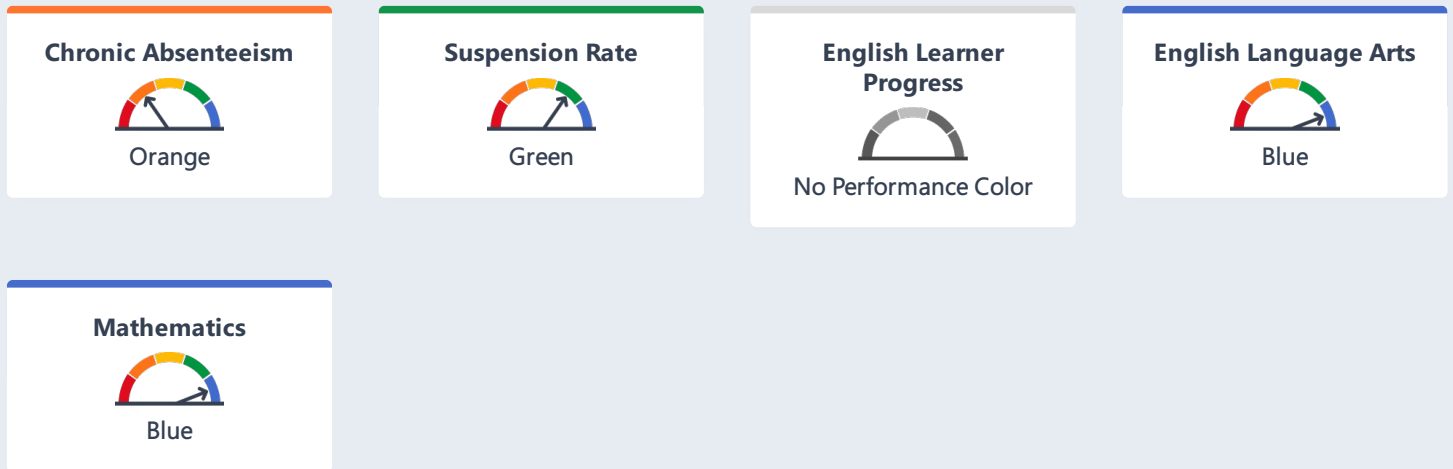 Chronic Absenteeism
Orange
Suspension Rate
Green
English Learner
Progress
No Performance Color
English Language Arts
Blue
Mathematics
Blue